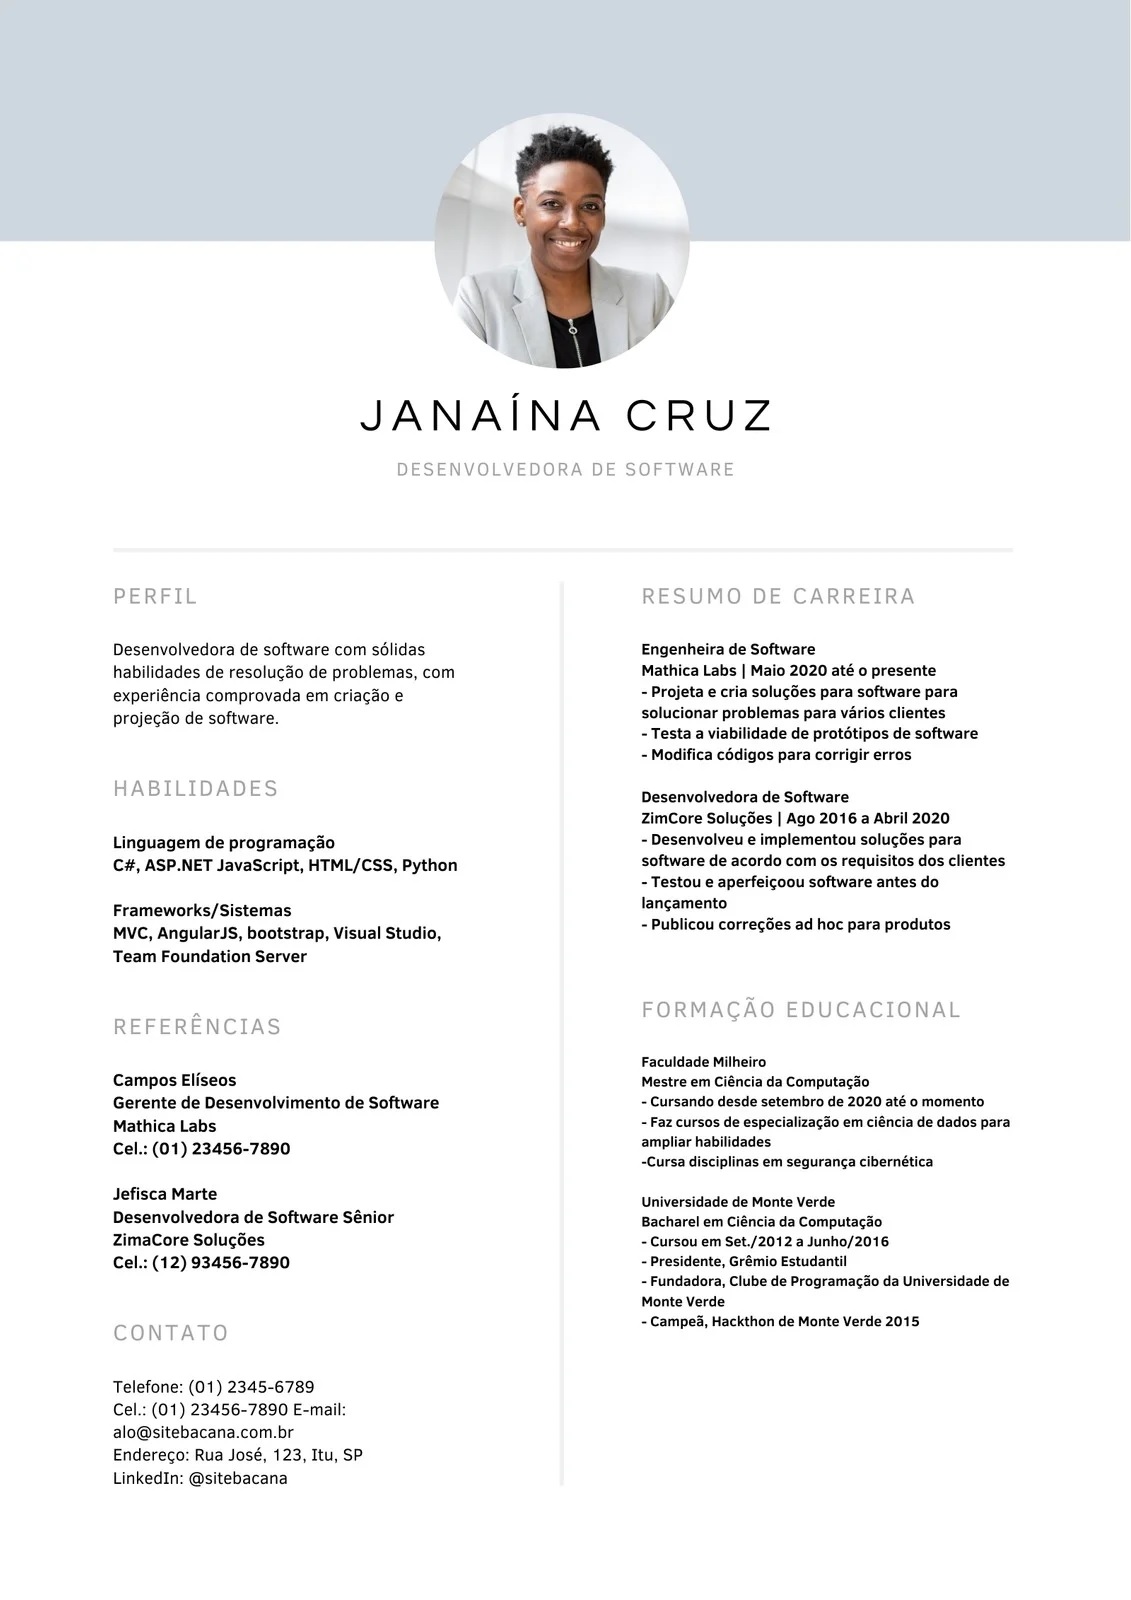 JANAÍNA CRUZ
DESENVOLVEDORA DE SOFTWARE
PERFIL
Desenvolvedora de software com sólidas
habilidades de resolução de problemas, com
experiência comprovada em criação e
projeção de software.
HABILIDADES
Linguagem de programação
C#, ASP.NET JavaScript, HTML/CSS, Python
Frameworks/Sistemas
MVC, AngularJS, bootstrap, Visual Studio,
Team Foundation Server
REFERÊNCIAS
Campos Elíseos
Gerente de Desenvolvimento de Software
Mathica Labs
Cel.: (01) 23456-7890
Jefisca Marte
Desenvolvedora de Software Sênior
ZimaCore Soluções
Cel.: (12) 93456-7890
CONTATO
Telefone: (01) 2345-6789
Cel.: (01) 23456-7890 E-mail:
alo@sitebacana.com.br
Endereço: Rua José, 123, Itu, SP
LinkedIn: @sitebacana
RESUMO DE CARREIRA
Engenheira de Software
Mathica Labs | Maio 2020 até o presente
- Projeta e cria soluções para software para
solucionar problemas para vários clientes
- Testa a viabilidade de protótipos de software
- Modifica códigos para corrigir erros
Desenvolvedora de Software
ZimCore Soluções | Ago 2016 a Abril 2020
- Desenvolveu e implementou soluções para
software de acordo com os requisitos dos clientes
- Testou e aperfeiçoou software antes do
lançamento
- Publicou correções ad hoc para produtos
FORMAÇÃO EDUCACIONAL
Faculdade Milheiro
Mestre em Ciência da Computação
- Cursando desde setembro de 2020 até o momento
- Faz cursos de especialização em ciência de dados para
ampliar habilidades
-Cursa disciplinas em segurança cibernética
Universidade de Monte Verde
Bacharel em Ciência da Computação
- Cursou em Set./2012 a Junho/2016
- Presidente, Grêmio Estudantil
- Fundadora, Clube de Programação da Universidade de
Monte Verde
- Campeã, Hackthon de Monte Verde 2015